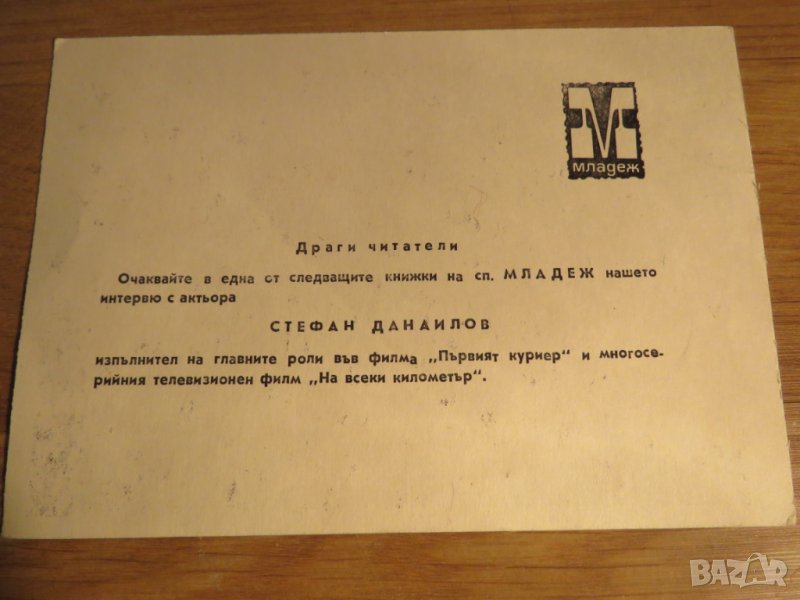 младеж
Драги читатели
Очаквайте в една от следващите книжки на сп. МЛАДЕЖ нашето
интервю с актьора
СТЕФАН ДАНАИЛОВ
изпълнител на главните роли във филма „Първият куриер" и многосе-
рийния телевизионен филм „На всеки километър".
BAZAR